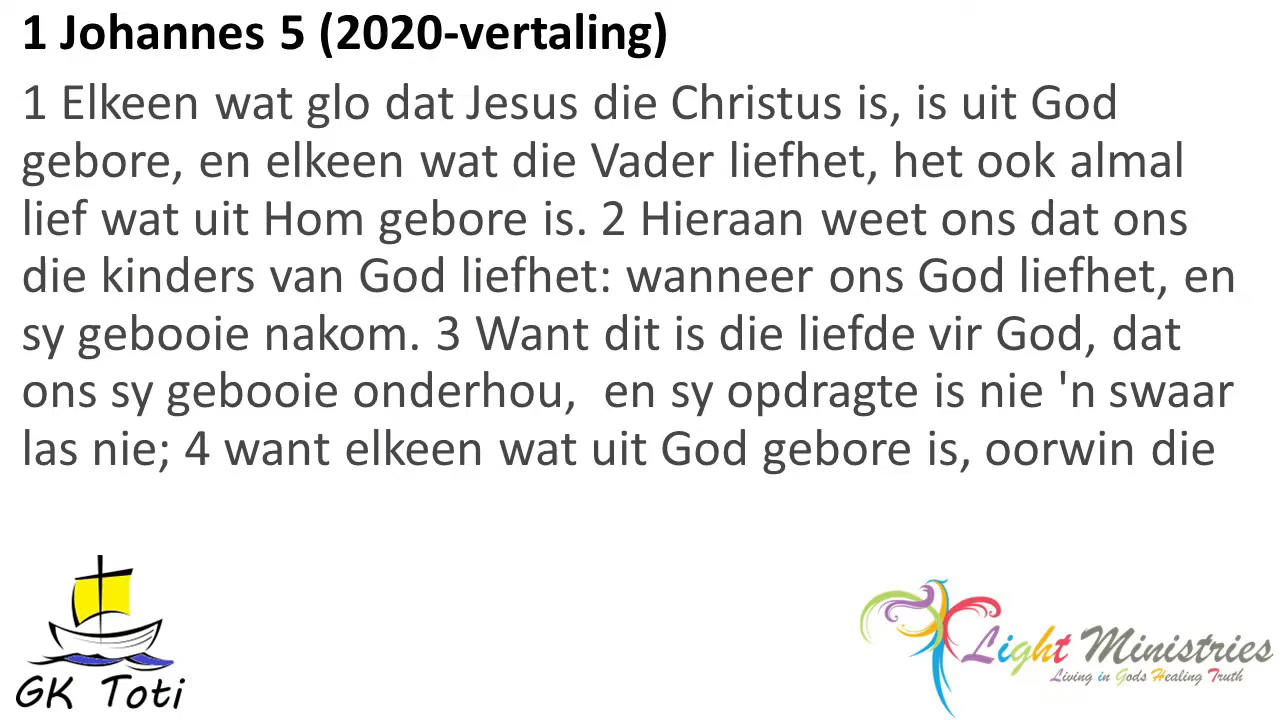 1 Johannes 5 (2020-vertaling)
1 Elkeen wat glo dat Jesus die Christus is, is uit God
gebore, en elkeen wat die Vader liefhet, het ook almal
lief wat uit Hom gebore is. 2 Hieraan weet ons dat ons
die kinders van God liefhet: wanneer ons God liefhet, en
sy gebooie nakom. 3 Want dit is die liefde vir God, dat
ons sy gebooie onderhou,  en sy opdragte is nie 'n swaar
las nie; 4 want elkeen wat uit God gebore is, oorwin die
GK Toti
Light Ministries
Living in Gods Healing Truth